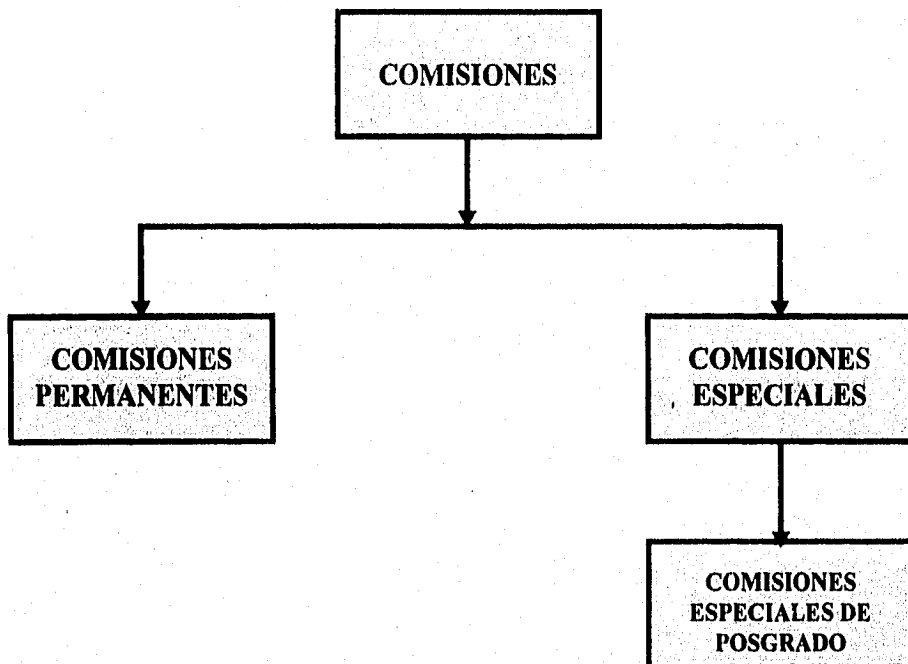 COMISIONES
COMISIONES
PERMANENTES
COMISIONES
ESPECIALES
COMISIONES
ESPECIALES DE
POSGRADO